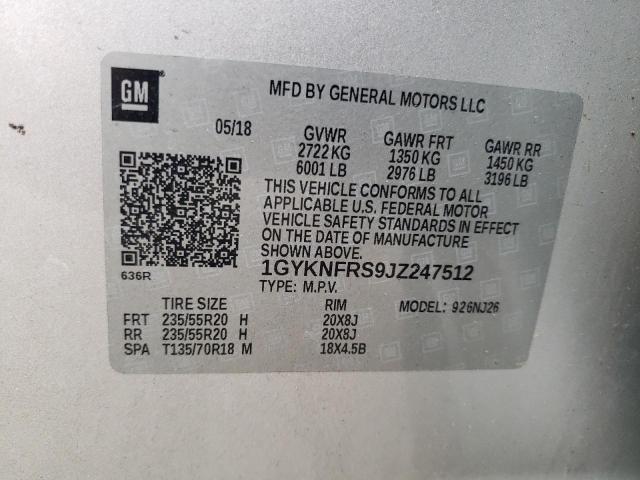 GM
MFD BY GENERAL MOTORS LLC
05/18 GVWR GAWR FRT GAWR RR
2722 KG 1350 KG 1450 KG
6001 LB 2976 LB 3196 LB
THIS VEHICLE CONFORMS TO ALL
APPLICABLE U.S. FEDERAL MOTOR
VEHICLE SAFETY STANDARDS IN EFFECT
ON THE DATE OF MANUFACTURE
SHOWN ABOVE.
636R
1GYKNFRS9JZ247512
TYPE: M.P.V.
TIRE SIZE RIM MODEL: 926NJ26
FRT 235/55R20 H 20X8J
RR 235/55R20 H 20X8J
SPA T135/70R18 M 18X4.5B